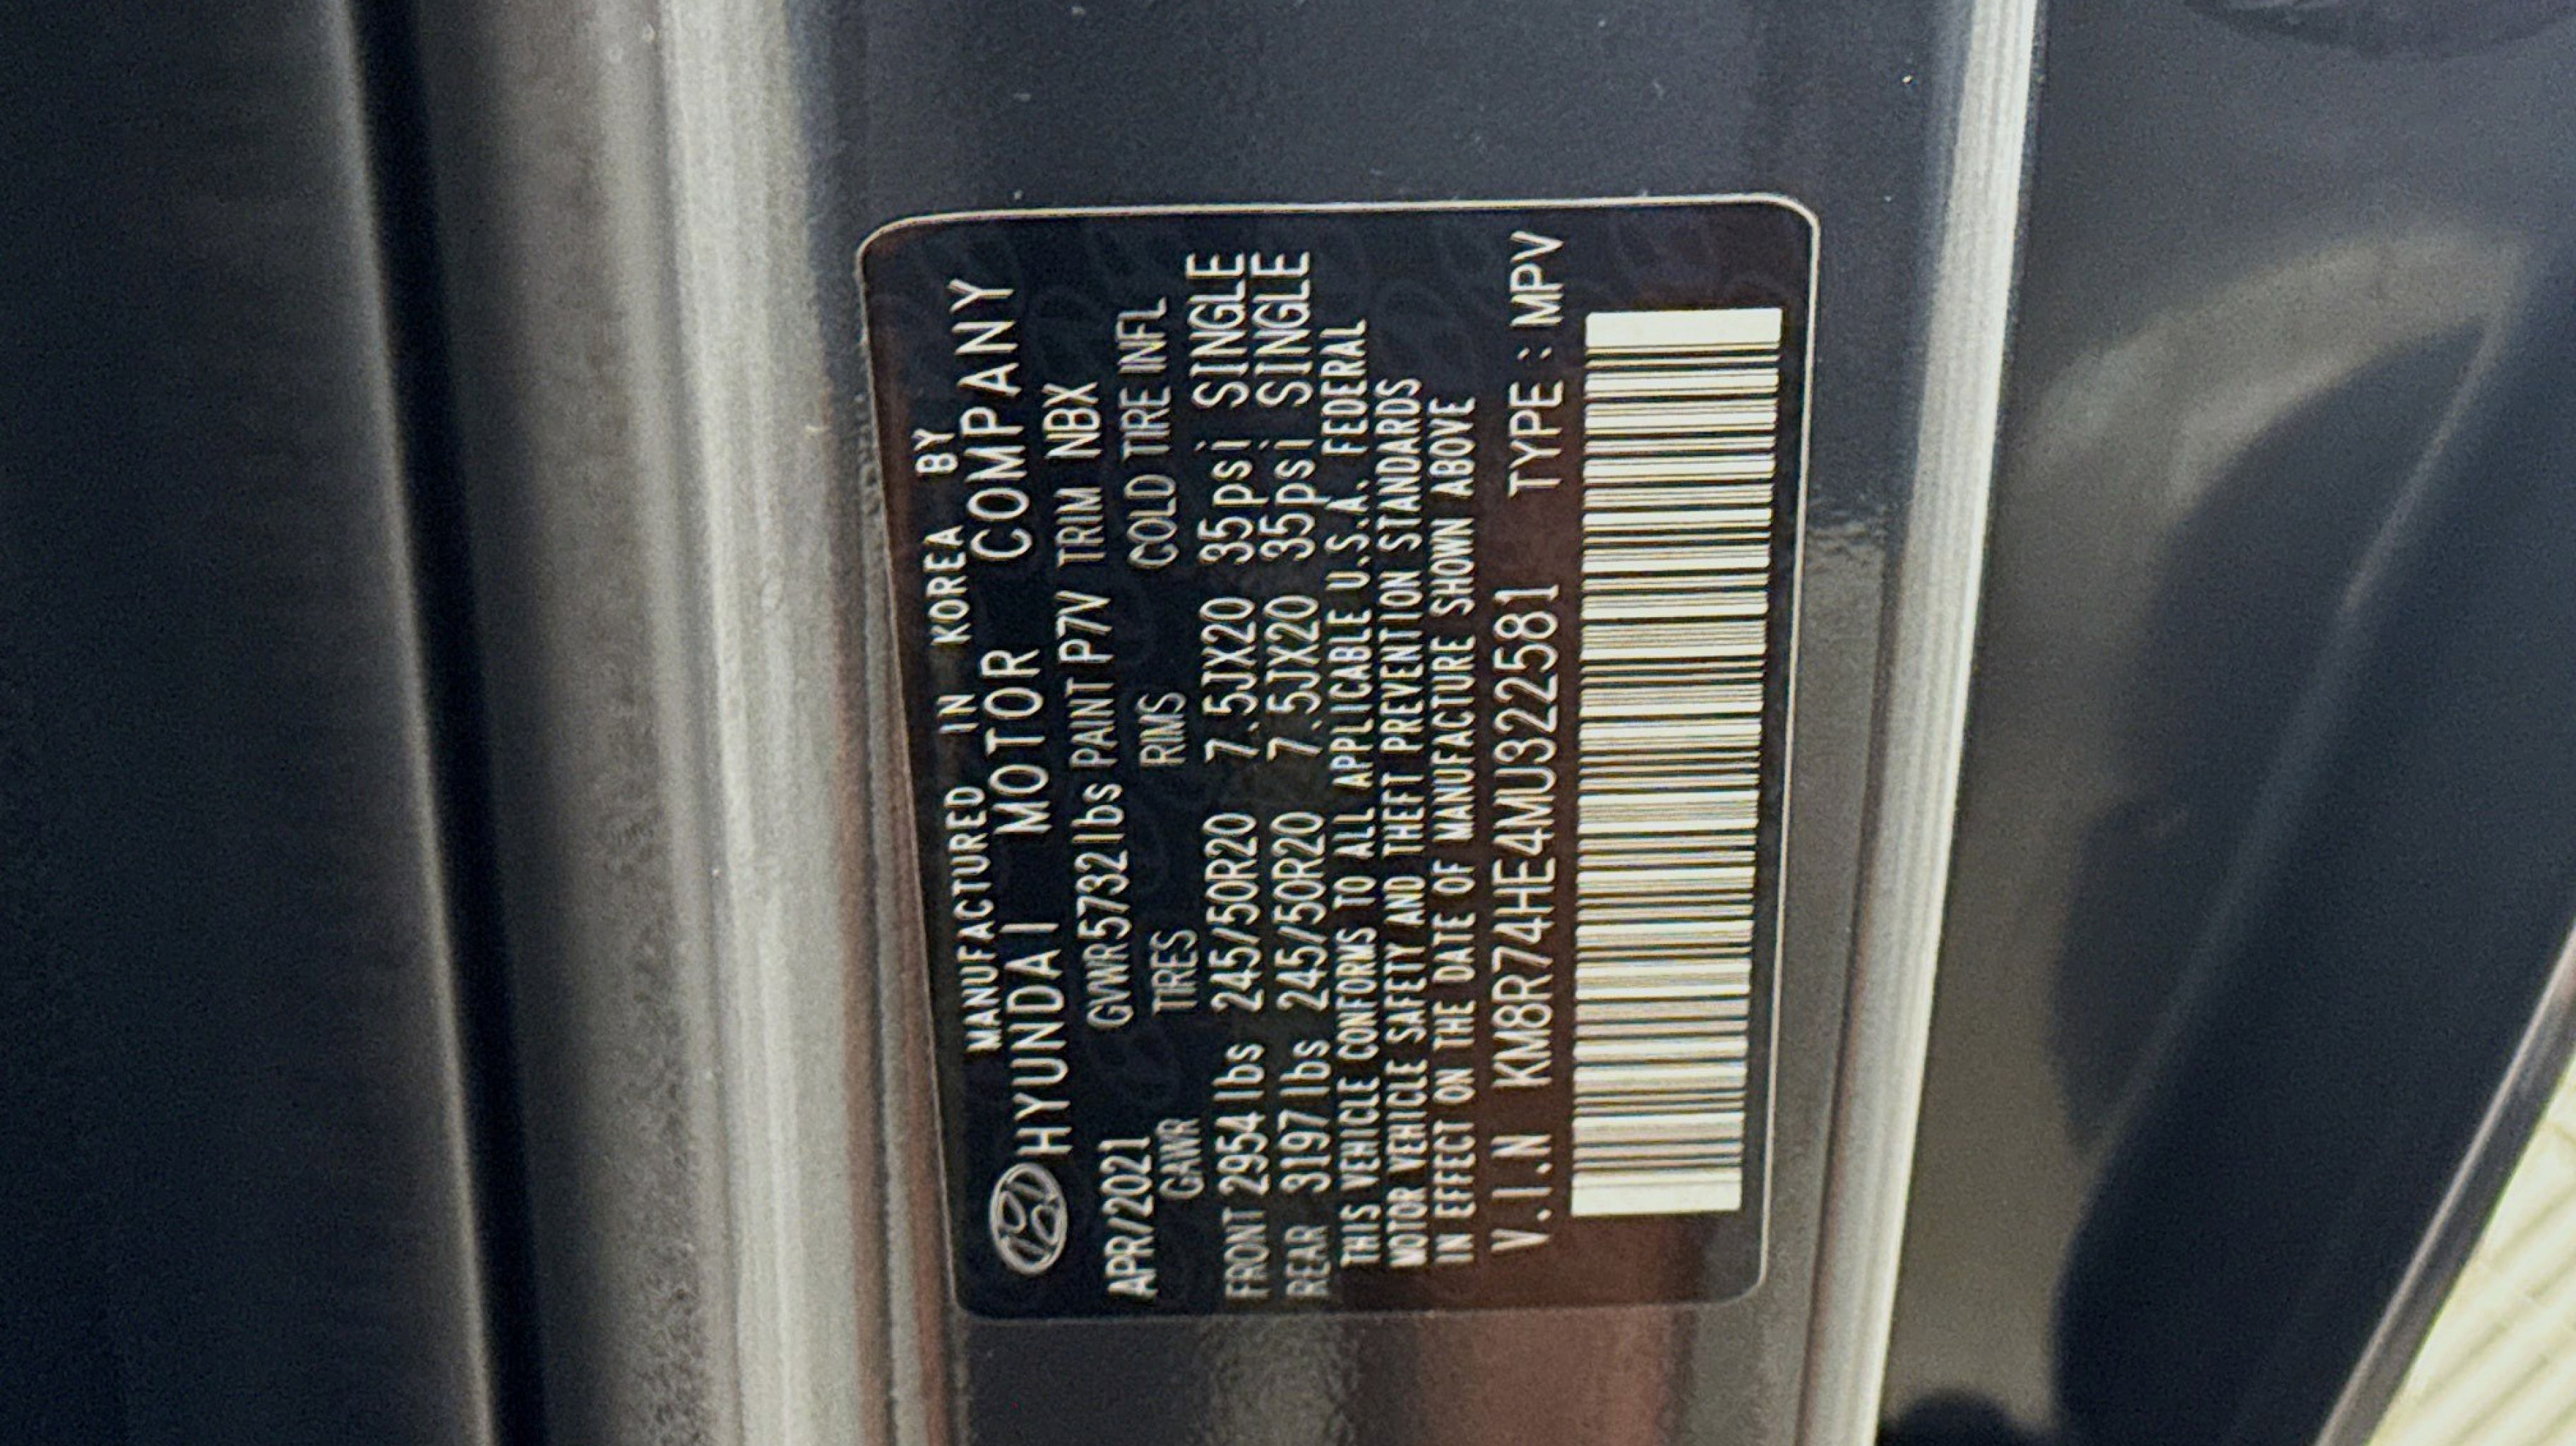 MANUFACTURED IN KOREA BY
HYUNDAI MOTOR COMPANY
APR/2021 GVWR5732lbs PAINT P7V TRIM NBX
GAWR TIRES RIMS COLD TIRE INFL
FRONT 2954 lbs 245/50R20 7.5JX20 35psi SINGLE
REAR 3197 lbs 245/50R20 7.5JX20 35psi SINGLE
THIS VEHICLE CONFORMS TO ALL APPLICABLE U.S.A. FEDERAL
MOTOR VEHICLE SAFETY AND THEFT PREVENTION STANDARDS
IN EFFECT ON THE DATE OF MANUFACTURE SHOWN ABOVE
V.I.N KM8R74HE4MU322581 TYPE : MPV